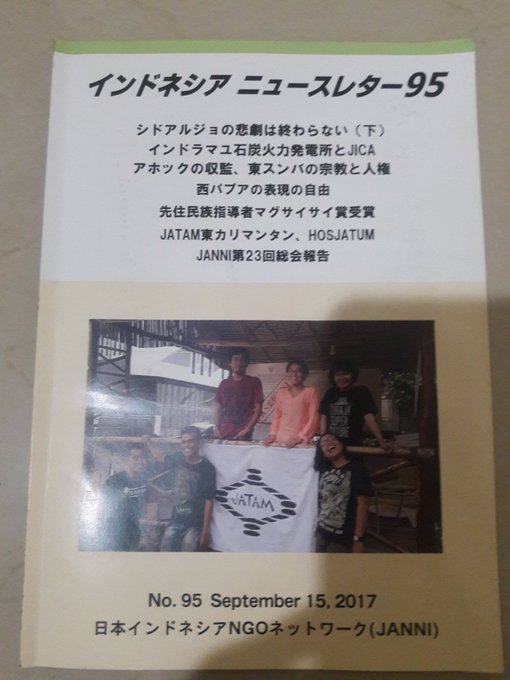 インドネシア ニュースレター95
シドアルジョの悲劇は終わらない（下）
インドラマユ石炭火力発電所とJICA
アホックの収監、東スンバの宗教と人権
西パプアの表現の自由
先住民族指導者マグサイサイ賞受賞
JATAM東カリマンタン、HOSJATUM
JANNI第23回総会報告
JATAM
No. 95 September 15, 2017
日本インドネシアNGOネットワーク(JANNI)